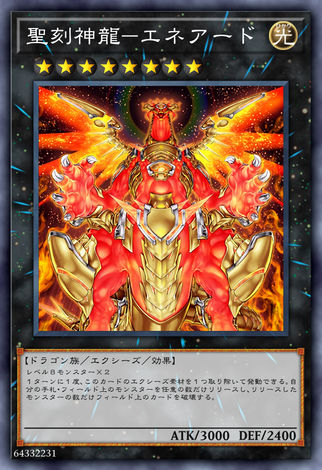 聖刻神龍－エネアード
光
【ドラゴン族／エクシーズ／効果】
レベル８モンスター×２
１ターンに１度、このカードのエクシーズ素材を１つ取り除いて発動できる。自
分の手札・フィールド上のモンスターを任意の数だけリリースし、リリースした
モンスターの数だけフィールド上のカードを破壊する。
ATK/3000 DEF/2400
64332231